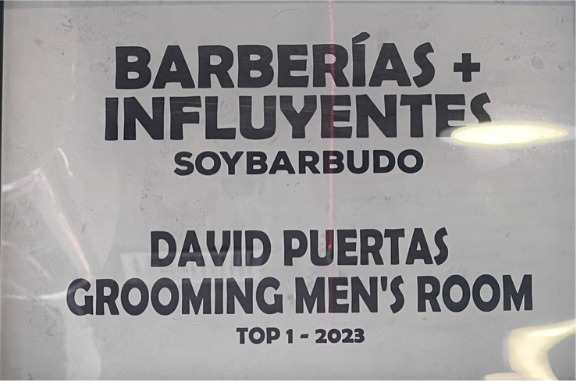 BARBERÍAS +
INFLUYENTES
SOYBARBUDO
DAVID PUERTAS
GROOMING MEN'S ROOM
TOP 1 - 2023